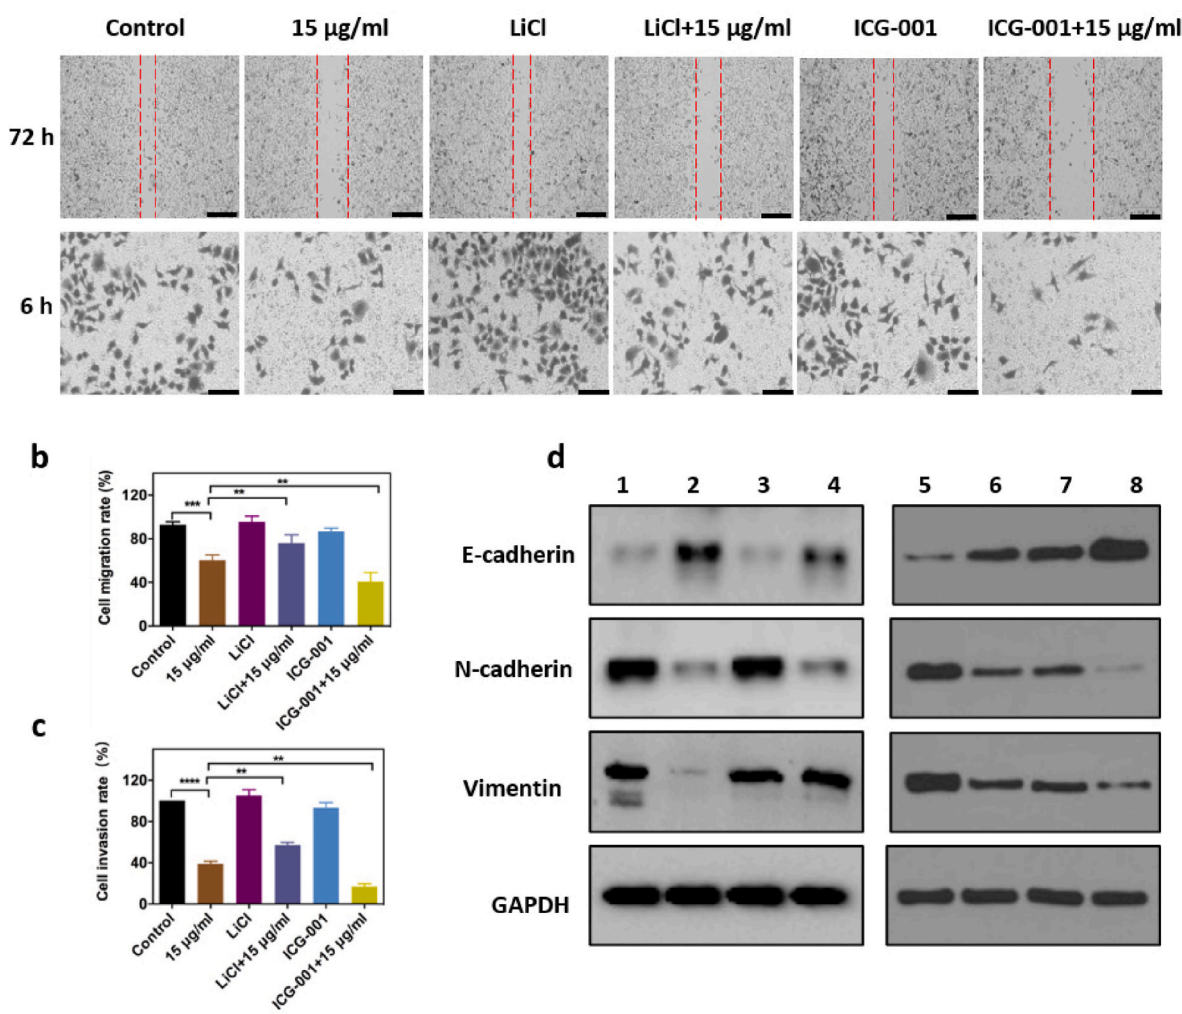 Control 15 μg/ml LiCl LiCl+15 μg/ml ICG-001 ICG-001+15 μg/ml
72 h
6 h
b
Cell migration rate (%)
120
80
40
0
***
**
**
Control
15 μg/ml
LiCl
LiCl+15 μg/ml
ICG-001
ICG-001+15 μg/ml
c
Cell invasion rate (%)
120
80
40
0
****
**
**
Control
15 μg/ml
LiCl
LiCl+15 μg/ml
ICG-001
ICG-001+15 μg/ml
d
1 2 3 4 5 6 7 8
E-cadherin
N-cadherin
Vimentin
GAPDH